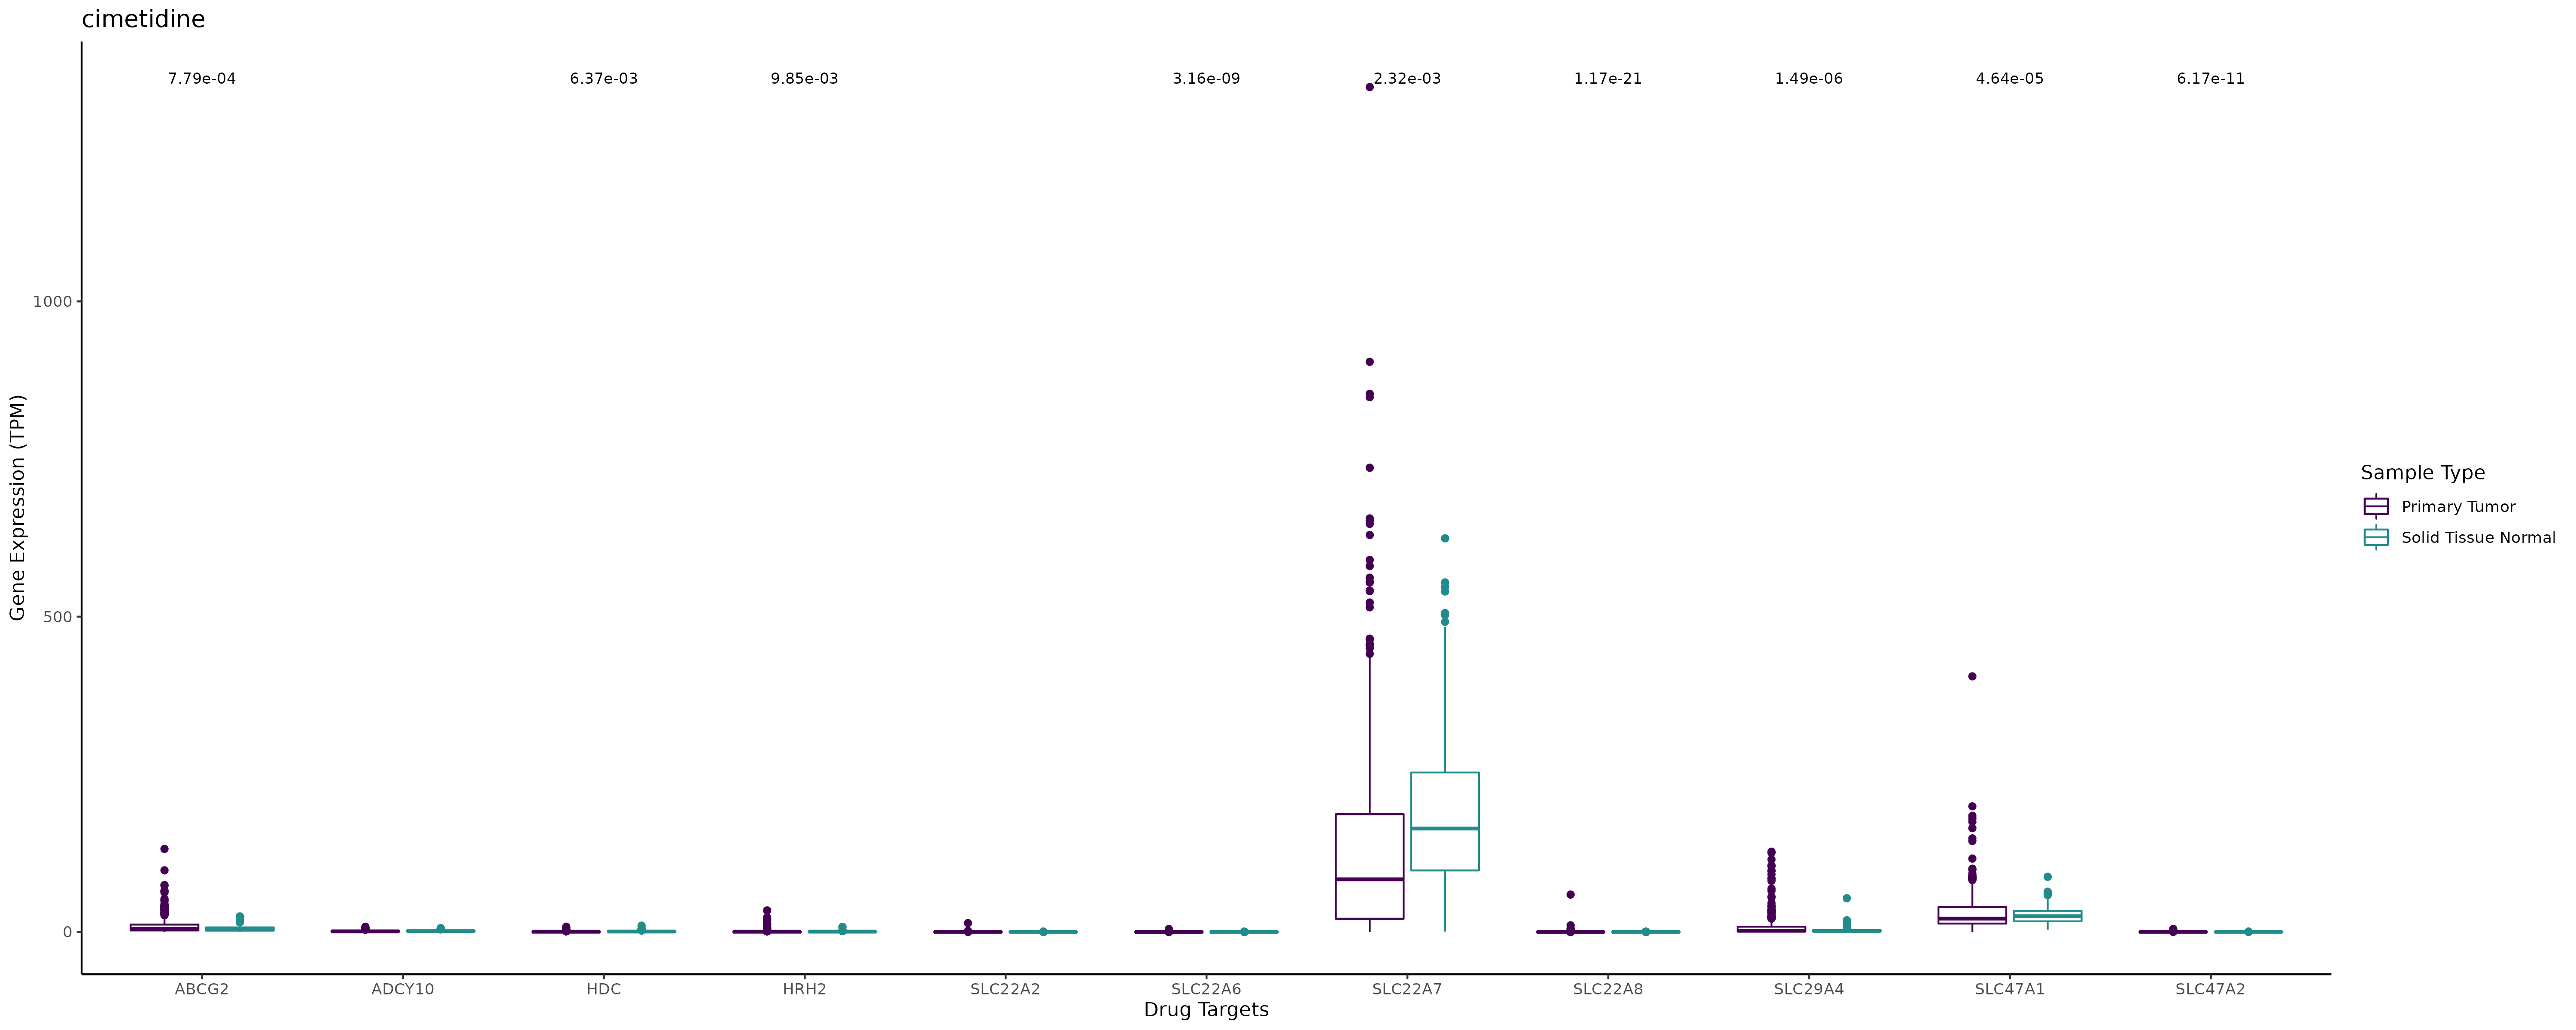 cimetidine
7.79e-04 6.37e-03 9.85e-03 3.16e-09 2.32e-03 1.17e-21 1.49e-06 4.64e-05 6.17e-11
Gene Expression (TPM)
1000
500
0
Sample Type
Primary Tumor
Solid Tissue Normal
ABCG2 ADCY10 HDC HRH2 SLC22A2 SLC22A6 SLC22A7 SLC22A8 SLC29A4 SLC47A1 SLC47A2
Drug Targets